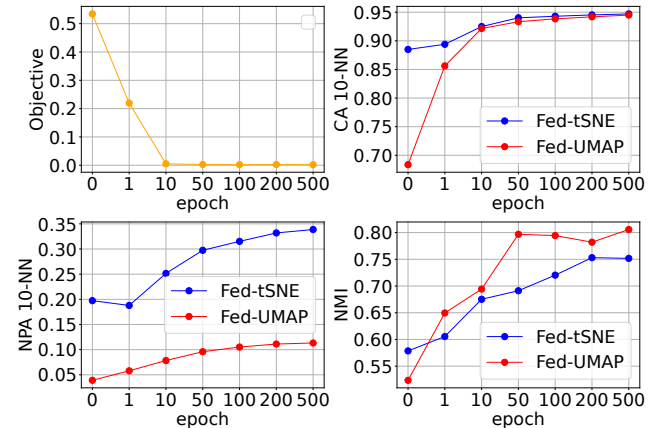 Objective
0.5
0.4
0.3
0.2
0.1
0.0
0 1 10 50 100 200 500
epoch
CA 10-NN
0.95
0.90
0.85
0.80
0.75
0.70
Fed-tSNE
Fed-UMAP
0 1 10 50 100 200 500
epoch
NPA 10-NN
0.35
0.30
0.25
0.20
0.15
0.10
0.05
Fed-tSNE
Fed-UMAP
0 1 10 50 100 200 500
epoch
NMI
0.80
0.75
0.70
0.65
0.60
0.55
Fed-tSNE
Fed-UMAP
0 1 10 50 100 200 500
epoch